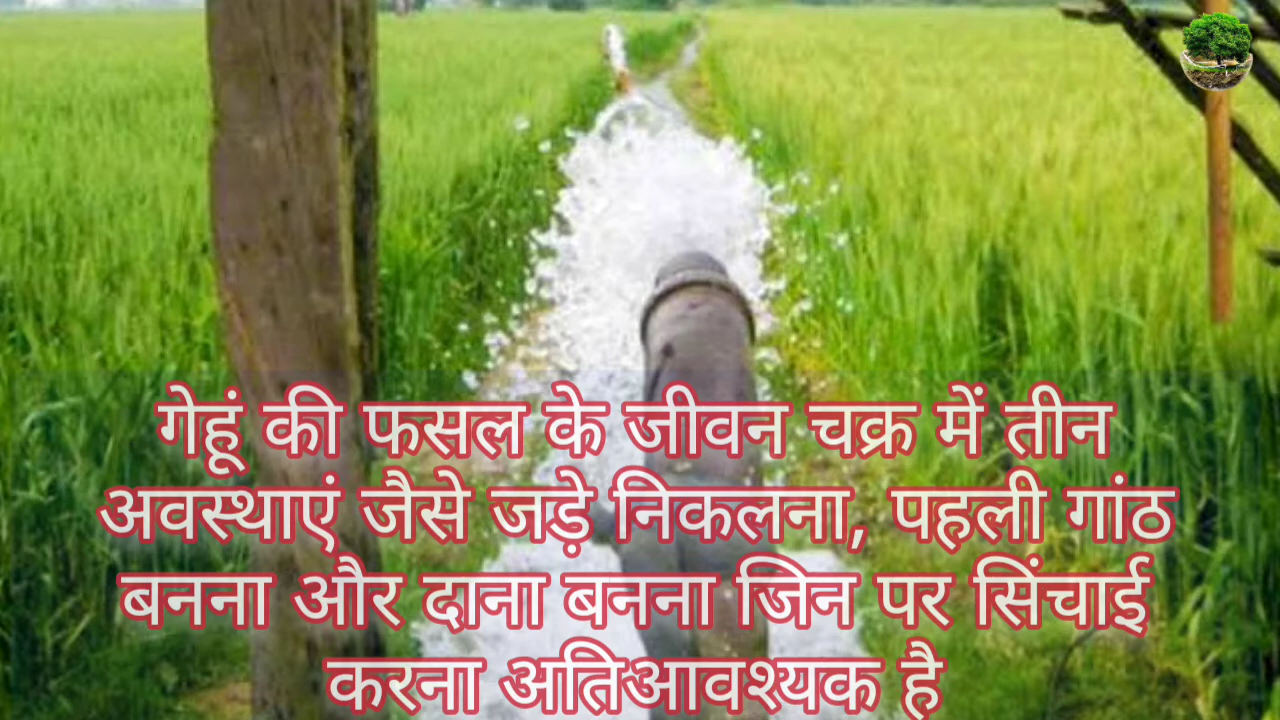 गेहूं की फसल के जीवन चक्र में तीन
अवस्थाएं जैसे जड़े निकलना, पहली गांठ
बनना और दाना बनना जिन पर सिंचाई
करना अतिआवश्यक है